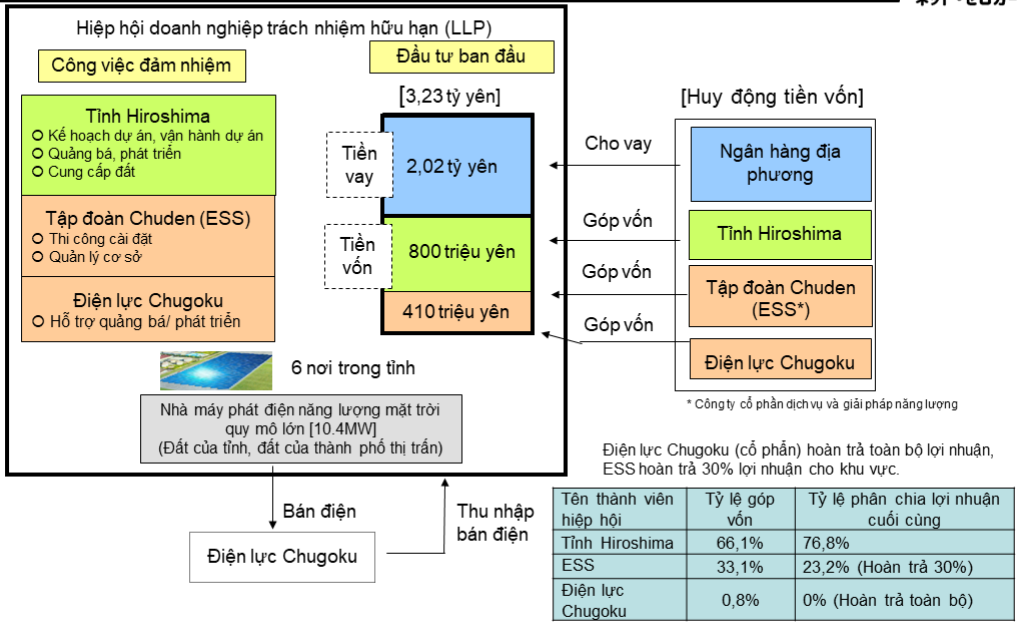 Hiệp hội doanh nghiệp trách nhiệm hữu hạn (LLP)
Công việc đảm nhiệm
Đầu tư ban đầu
[3,23 tỷ yên]
Tỉnh Hiroshima
Kế hoạch dự án, vận hành dự án
Quảng bá, phát triển
Cung cấp đất
Tập đoàn Chuden (ESS)
Thi công cài đặt
Quản lý cơ sở
Điện lực Chugoku
Hỗ trợ quảng bá/ phát triển
Tiền
vay
2,02 tỷ yên
Tiền
vốn
800 triệu yên
410 triệu yên
6 nơi trong tỉnh
Nhà máy phát điện năng lượng mặt trời
quy mô lớn [10.4MW]
(Đất của tỉnh, đất của thành phố thị trấn)
[Huy động tiền vốn]
Cho vay
Ngân hàng địa
phương
Góp vốn
Tỉnh Hiroshima
Góp vốn
Tập đoàn Chuden
(ESS*)
Góp vốn
Điện lực Chugoku
* Công ty cổ phần dịch vụ và giải pháp năng lượng
Bán điện
Thu nhập
bán điện
Điện lực Chugoku
Điện lực Chugoku (cổ phẩn) hoàn trả toàn bộ lợi nhuận,
ESS hoàn trả 30% lợi nhuận cho khu vực.
Tên thành viên
hiệp hội
Tỷ lệ góp
vốn
Tỷ lệ phân chia lợi nhuận
cuối cùng
Tỉnh Hiroshima 66,1% 76,8%
ESS 33,1% 23,2% (Hoàn trả 30%)
Điện lực
Chugoku
0,8% 0% (Hoàn trả toàn bộ)